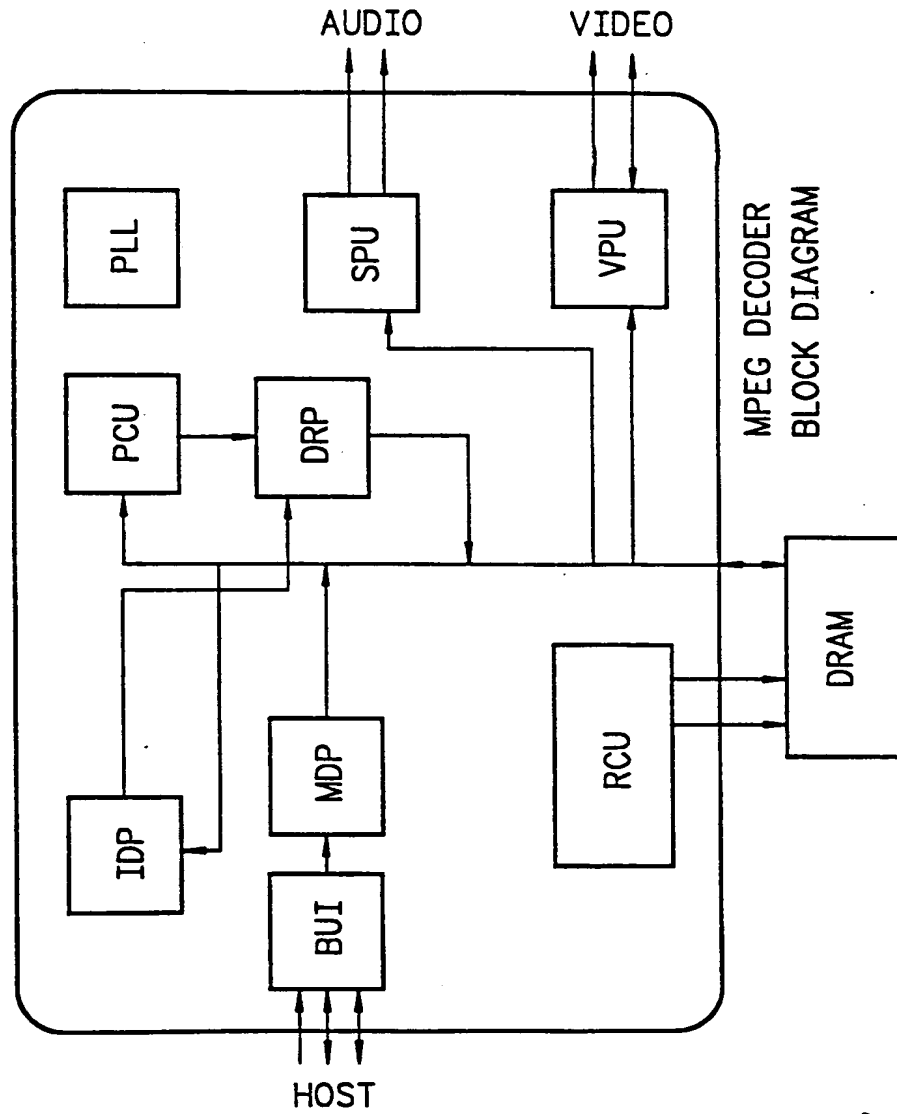 AUDIO
VIDEO
PLL
SPU
VPU
PCU
DRP
IDP
MDP
BUI
RCU
DRAM
HOST
MPEG DECODER
BLOCK DIAGRAM